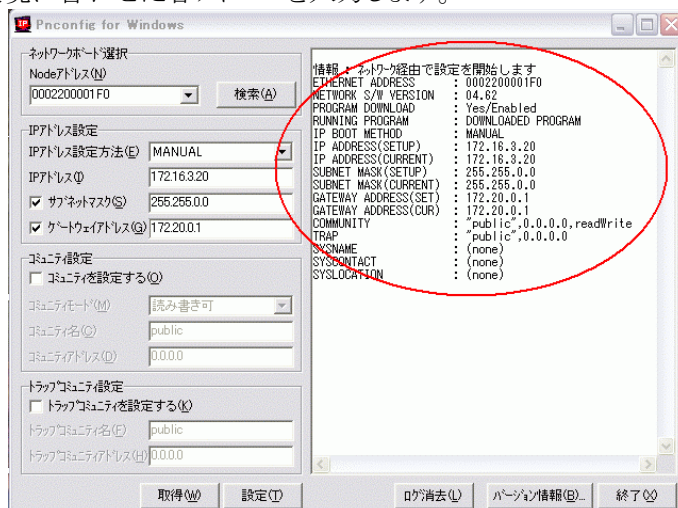 Pnconfig for Windows
ネットワークボード選択
Nodeアドレス(N)
0002200001F0
検索(A)
IPアドレス設定
IPアドレス設定方法(E) MANUAL
IPアドレス(I) 172.16.3.20
サブネットマスク(S) 255.255.0.0
ゲートウェイアドレス(G) 172.20.0.1
コミュニティ設定
コミュニティを設定する(O)
コミュニティモード(M) 読み書き可
コミュニティ名(C) public
コミュニティアドレス(D) 0.0.0.0
トラップコミュニティ設定
トラップコミュニティを設定する(K)
トラップコミュニティ名(F) public
トラップコミュニティアドレス(H) 0.0.0.0
取得(W) 設定(T)
情報 : ネットワーク経由で設定を開始します
ETHERNET ADDRESS : 0002200001F0
NETWORK S/W VERSION : 04.62
PROGRAM DOWNLOAD : Yes/Enabled
RUNNING PROGRAM : DOWNLOADED PROGRAM
IP BOOT METHOD : MANUAL
IP ADDRESS(SETUP) : 172.16.3.20
IP ADDRESS(CURRENT) : 172.16.3.20
SUBNET MASK(SETUP) : 255.255.0.0
SUBNET MASK(CURRENT) : 255.255.0.0
GATEWAY ADDRESS(SET) : 172.20.0.1
GATEWAY ADDRESS(CUR) : 172.20.0.1
COMMUNITY : "public",0.0.0.0,readWrite
TRAP : "public",0.0.0.0
SYSNAME : (none)
SYSCONTACT : (none)
SYSLOCATION : (none)
ログ消去(L) バージョン情報(B)... 終了(X)